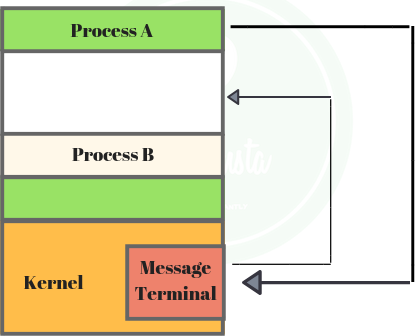 Process A
Process B
Kernel
Message
Terminal